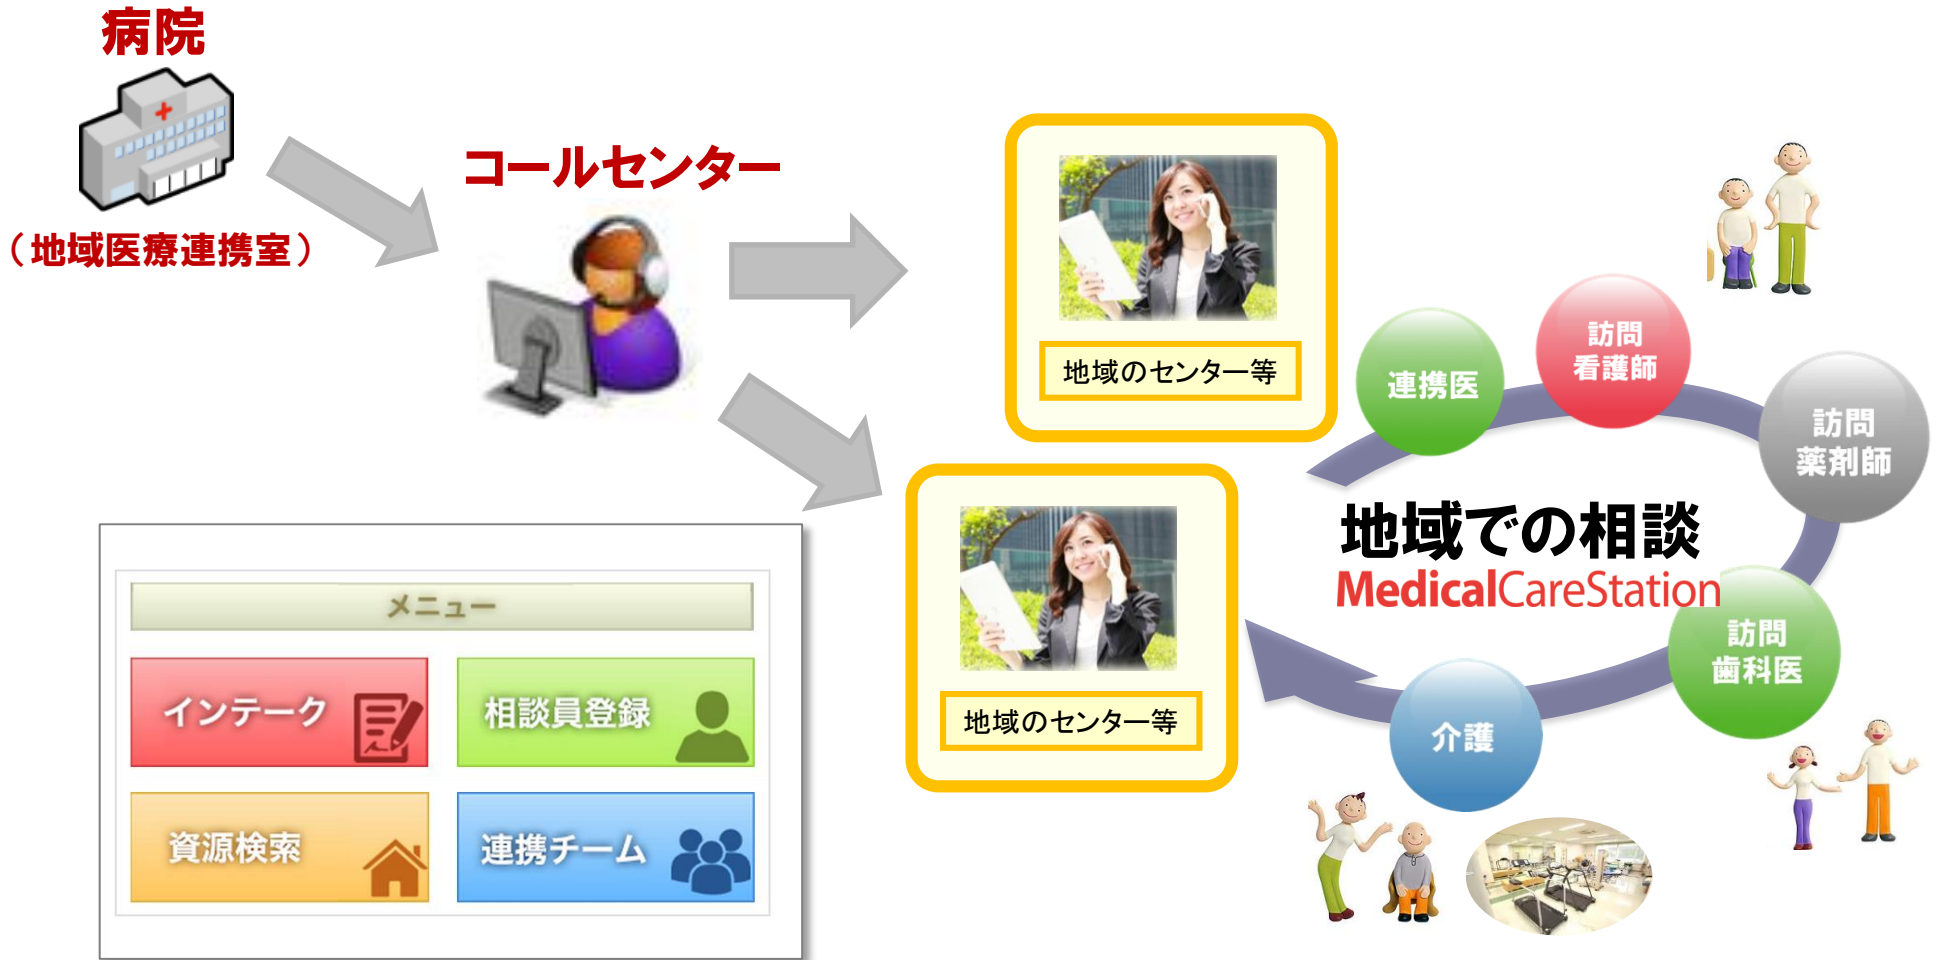 病院
（地域医療連携室）
コールセンター
地域のセンター等
地域のセンター等
連携医
訪問
看護師
訪問
薬剤師
地域での相談
MedicalCareStation
訪問
歯科医
介護
メニュー
インテーク
相談員登録
資源検索
連携チーム